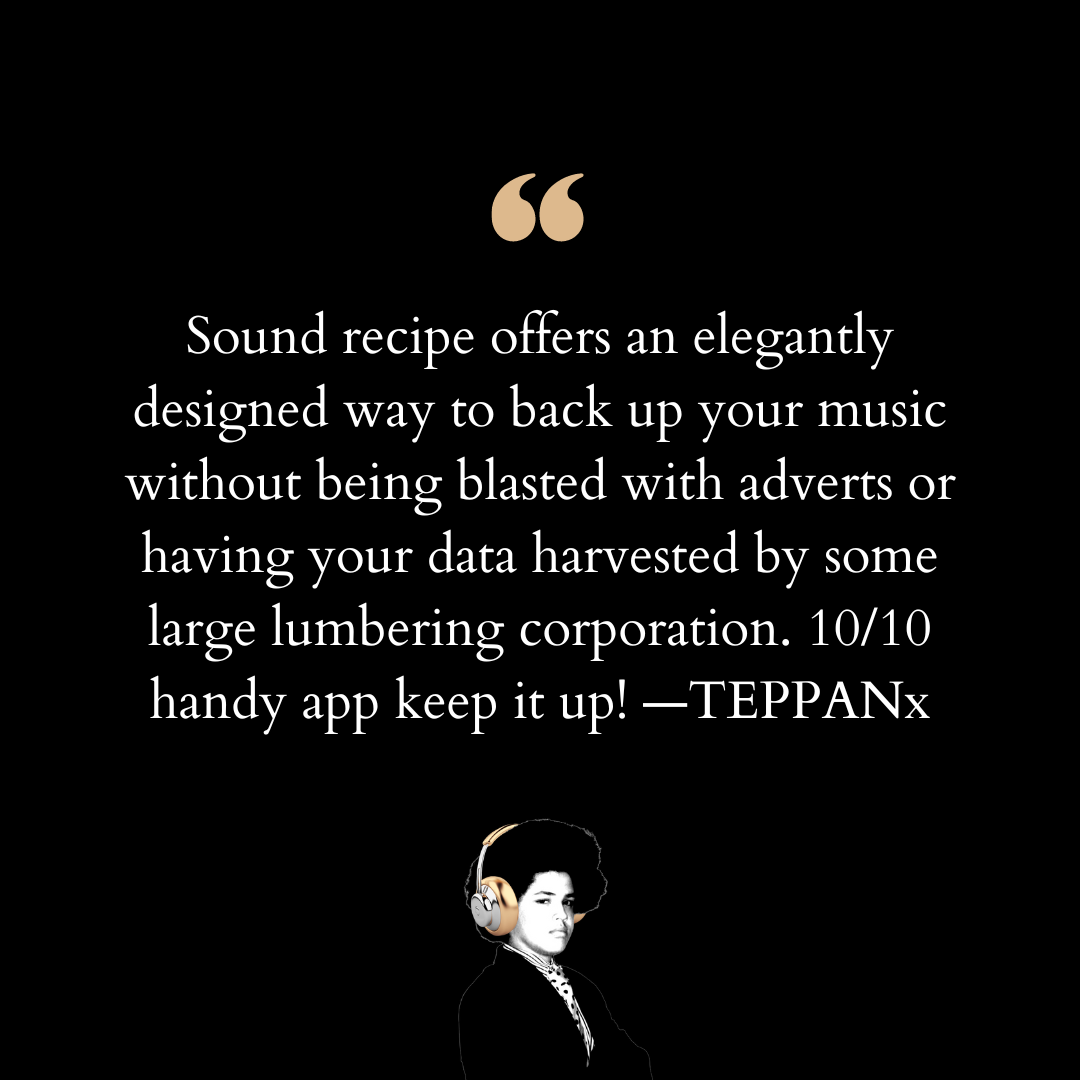 “
Sound recipe offers an elegantly
designed way to back up your music
without being blasted with adverts or
having your data harvested by some
large lumbering corporation. 10/10
handy app keep it up! —TEPPANx